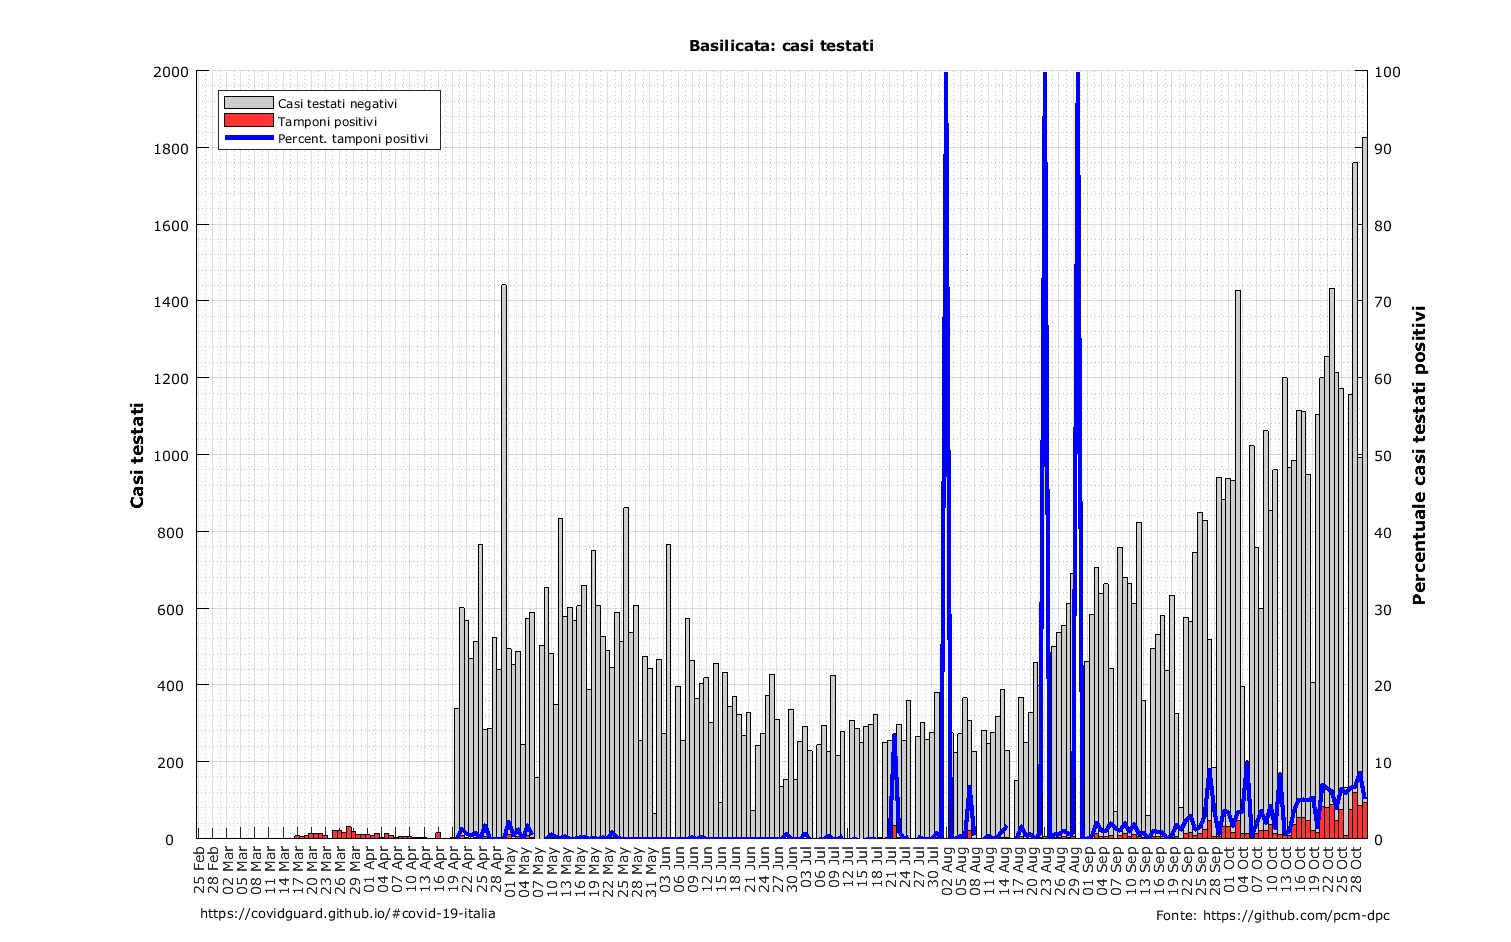 Basilicata: casi testati
Casi testati negativi
Tamponi positivi
Percent. tamponi positivi
Casi testati
2000
1800
1600
1400
1200
1000
800
600
400
200
0
100
90
80
70
60
50
40
30
20
10
0
Percentuale casi testati positivi
25 Feb
28 Feb
02 Mar
05 Mar
08 Mar
11 Mar
14 Mar
17 Mar
20 Mar
23 Mar
26 Mar
29 Mar
01 Apr
04 Apr
07 Apr
10 Apr
13 Apr
16 Apr
19 Apr
22 Apr
25 Apr
28 Apr
01 May
04 May
07 May
10 May
13 May
16 May
19 May
22 May
25 May
28 May
31 May
03 Jun
06 Jun
09 Jun
12 Jun
15 Jun
18 Jun
21 Jun
24 Jun
27 Jun
30 Jun
03 Jul
06 Jul
09 Jul
12 Jul
15 Jul
18 Jul
21 Jul
24 Jul
27 Jul
30 Jul
02 Aug
05 Aug
08 Aug
11 Aug
14 Aug
17 Aug
20 Aug
23 Aug
26 Aug
29 Aug
01 Sep
04 Sep
07 Sep
10 Sep
13 Sep
16 Sep
19 Sep
22 Sep
25 Sep
28 Sep
01 Oct
04 Oct
07 Oct
10 Oct
13 Oct
16 Oct
19 Oct
22 Oct
25 Oct
28 Oct
https://covidguard.github.io/#covid-19-italia
Fonte: https://github.com/pcm-dpc